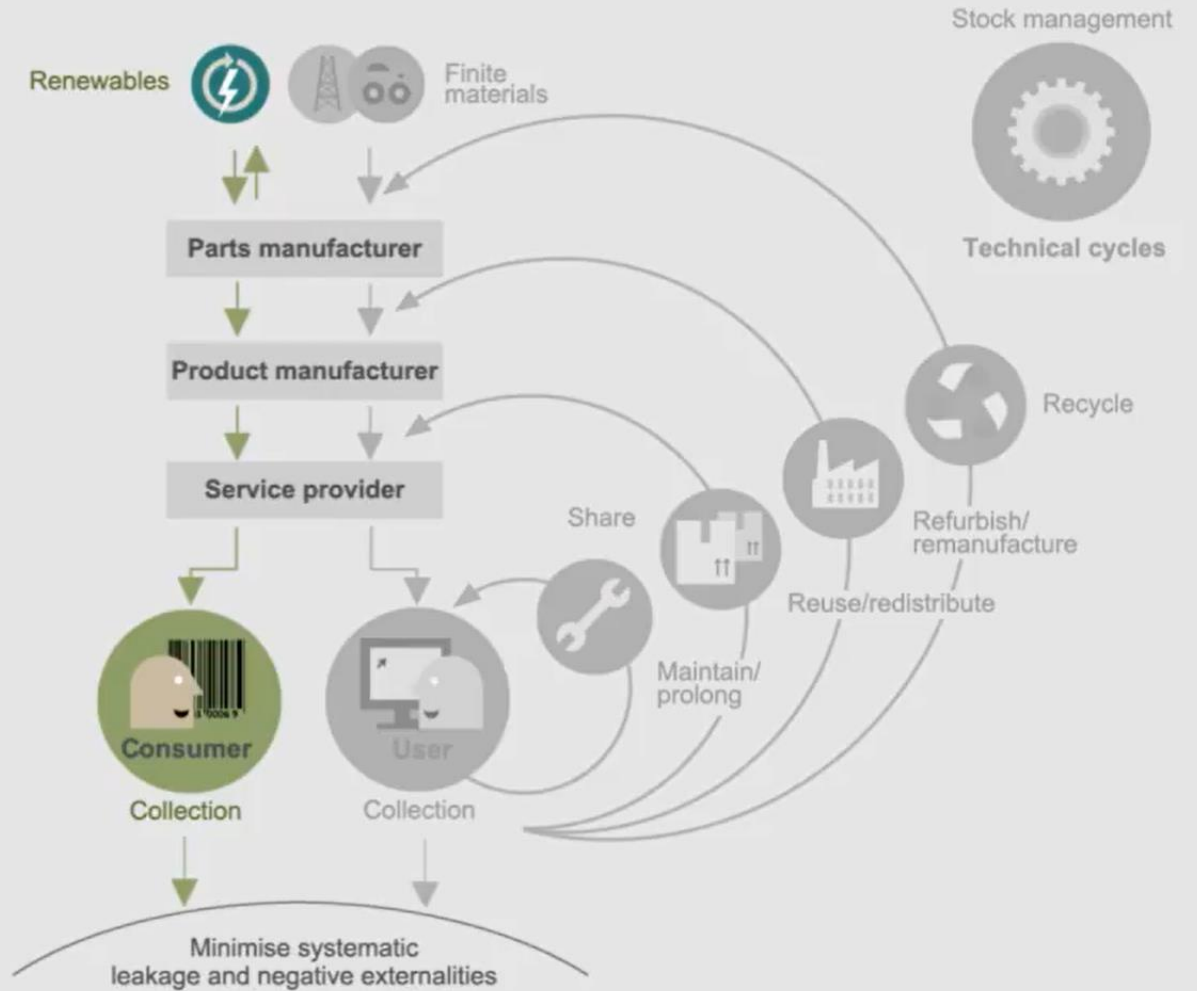 Stock management
Renewables
Finite
materials
Technical cycles
Parts manufacturer
Product manufacturer
Recycle
Service provider
Share
Refurbish/
remanufacture
Reuse/redistribute
Maintain/
prolong
Consumer
User
Collection
Collection
Minimise systematic
leakage and negative externalities